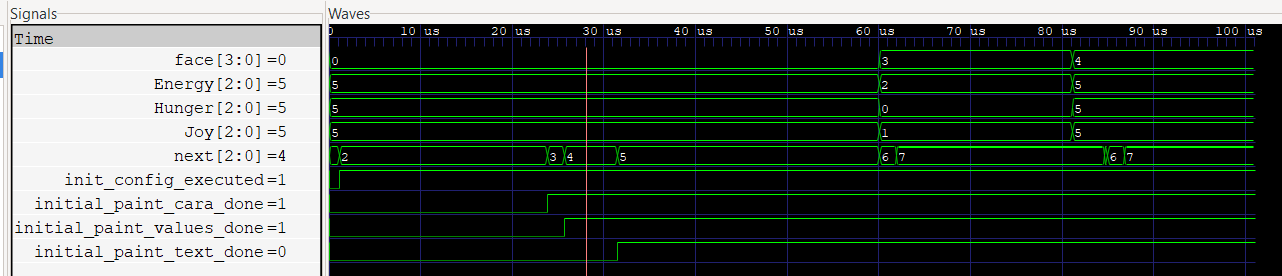 Signals
Waves
Time
0 10 us 20 us 30 us 40 us 50 us 60 us 70 us 80 us 90 us 100 us
face[3:0] =0 0 3 4
Energy[2:0] =5 5 2 5
Hunger[2:0] =5 5 0 5
Joy[2:0] =5 5 1 5
next[2:0] =4 2 3 4 5 6 7 6 7
init_config_executed =1
initial_paint_cara_done =1
initial_paint_values_done =1
initial_paint_text_done =0